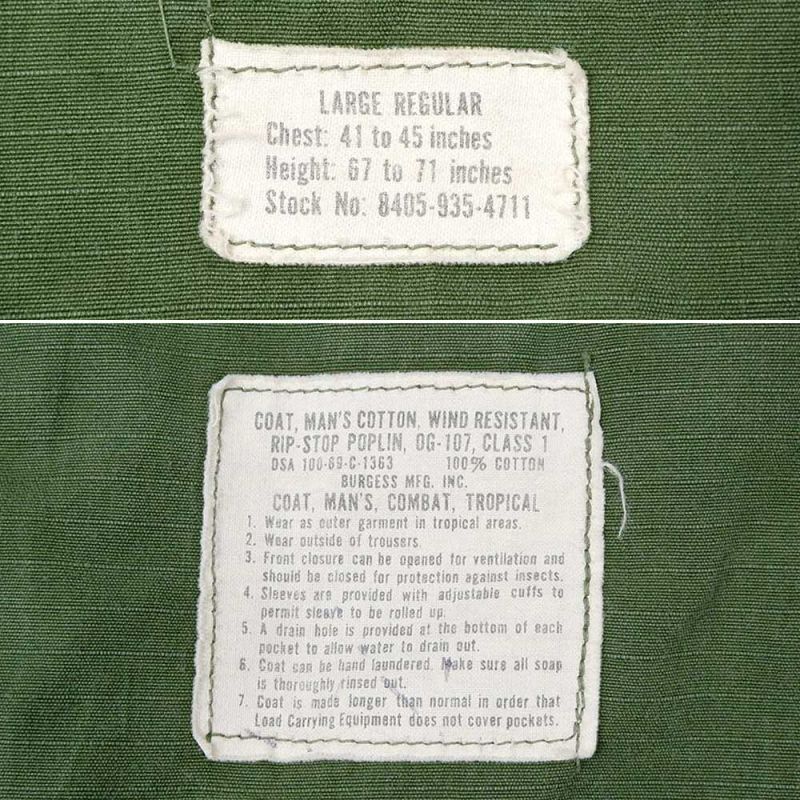 LARGE REGULAR
Chest: 41 to 45 inches
Height: 67 to 71 inches
Stock No: 8405-935-4711
COAT, MAN'S COTTON, WIND RESISTANT,
RIP-STOP POPLIN, OG-107, CLASS 1
DSA 100-69-C-1363 100% COTTON
BURGESS MFG. INC.
COAT, MAN'S, COMBAT, TROPICAL
1. Wear as outer garment in tropical areas.
2. Wear outside of trousers.
3. Front closure can be opened for ventilation and
should be closed for protection against insects.
4. Sleeves are provided with adjustable cuffs to
permit sleeve to be rolled up.
5. A drain hole is provided at the bottom of each
pocket to allow water to drain out.
6. Coat can be hand laundered. Make sure all soap
is thoroughly rinsed out.
7. Coat is made longer than normal in order that
Load Carrying Equipment does not cover pockets.